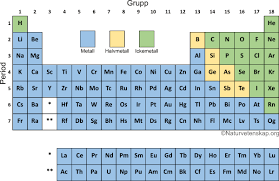 Grupp
1 2 3 4 5 6 7 8 9 10 11 12 13 14 15 16 17 18
Period
1 H He
2 Li Be B C N O F Ne
3 Na Mg Al Si P S Cl Ar
Metall Halvmetall Ickemetall
4 K Ca Sc Ti V Cr Mn Fe Co Ni Cu Zn Ga Ge As Se Br Kr
5 Rb Sr Y Zr Nb Mo Tc Ru Rh Pd Ag Cd In Sn Sb Te I Xe
6 Cs Ba * Hf Ta W Re Os Ir Pt Au Hg Tl Pb Bi Po At Rn
7 Fr Ra ** Rf Db Sg Bh Hs Mt Ds Rg Cn Nh Fl Mc Lv Ts Og
©Naturvetenskap.org
* La Ce Pr Nd Pm Sm Eu Gd Tb Dy Ho Er Tm Yb Lu
** Ac Th Pa U Np Pu Am Cm Bk Cf Es Fm Md No Lr